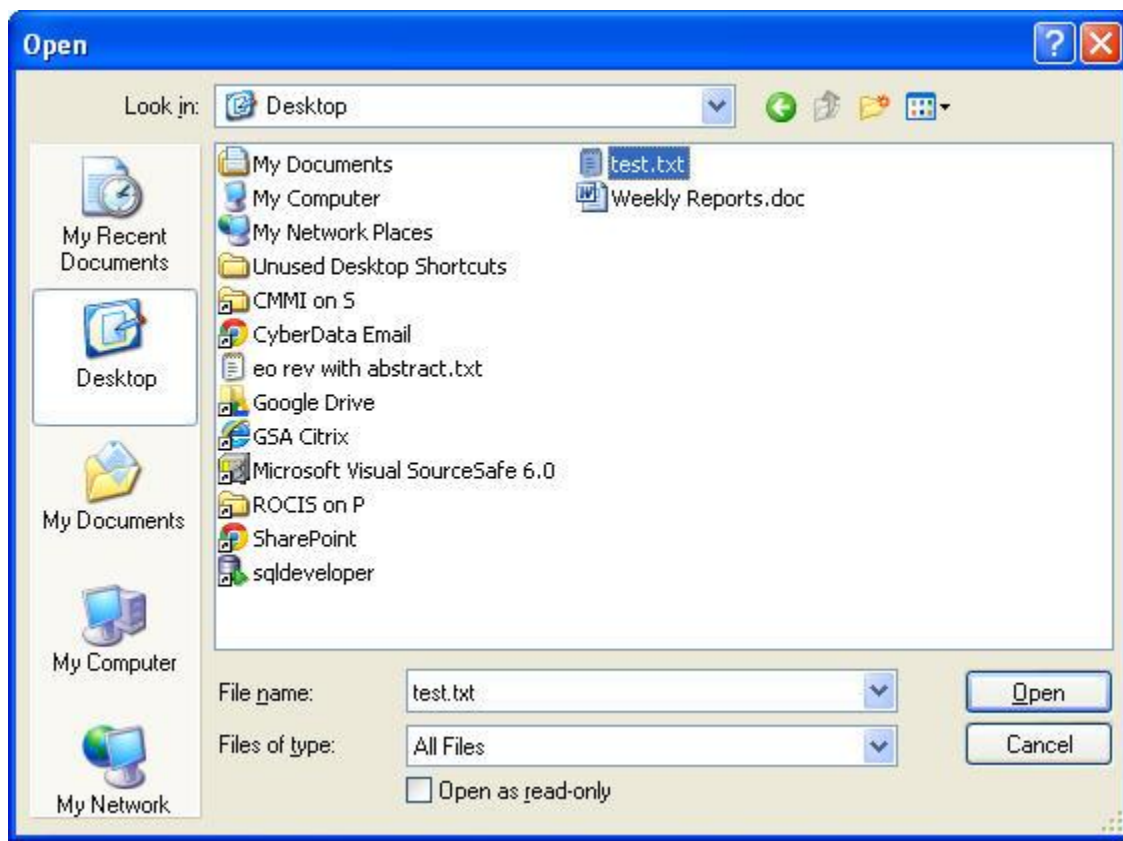 Open
Look in:
Desktop
My Recent
Documents
Desktop
My Documents
My Computer
My Network
My Documents
My Computer
My Network Places
Unused Desktop Shortcuts
CMMI on S
CyberData Email
eo rev with abstract.txt
Google Drive
GSA Citrix
Microsoft Visual SourceSafe 6.0
ROCIS on P
SharePoint
sqldeveloper
test.txt
Weekly Reports.doc
File name:
test.txt
Open
Files of type:
All Files
Cancel
Open as read-only